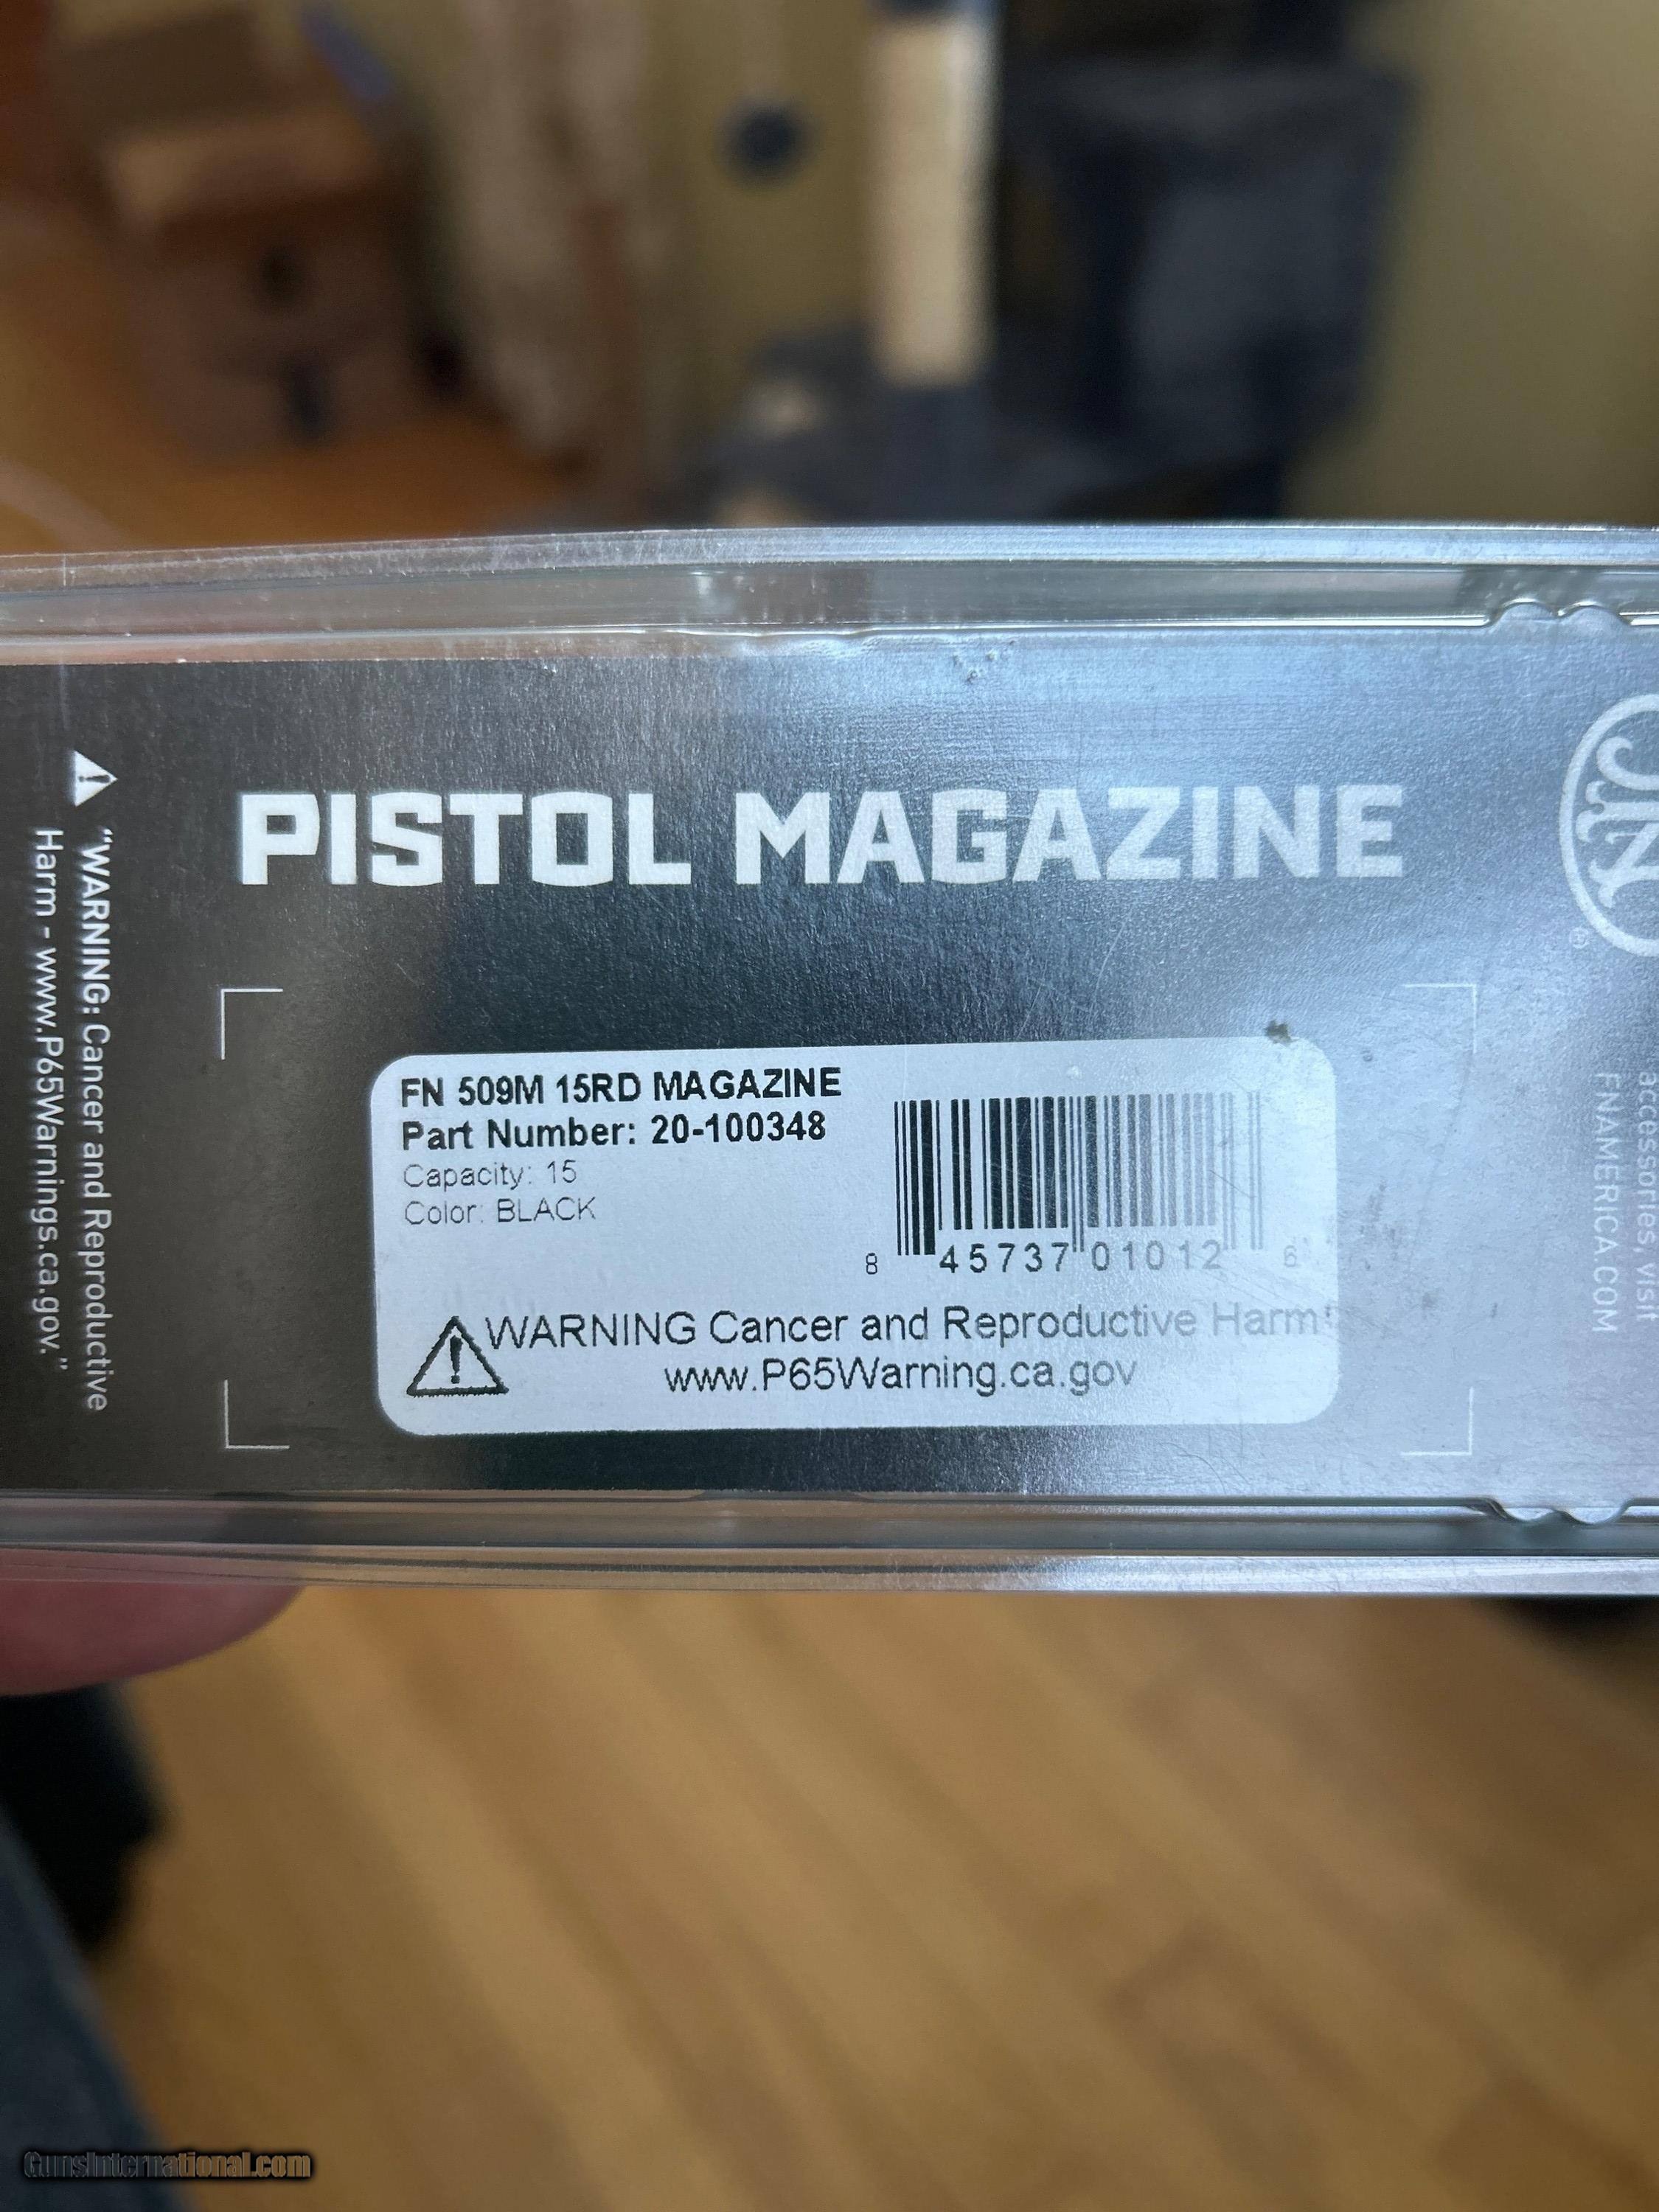 PISTOL MAGAZINE
FN 509M 15RD MAGAZINE
Part Number: 20-100348
Capacity: 15
Color: BLACK
8 45737 01012 6
WARNING Cancer and Reproductive Harm
www.P65Warning.ca.gov
"WARNING: Cancer and Reproductive
Harm - www.P65Warnings.ca.gov."
FN
®
accessories, visit
FNAMERICA.COM
GunsInternational.com